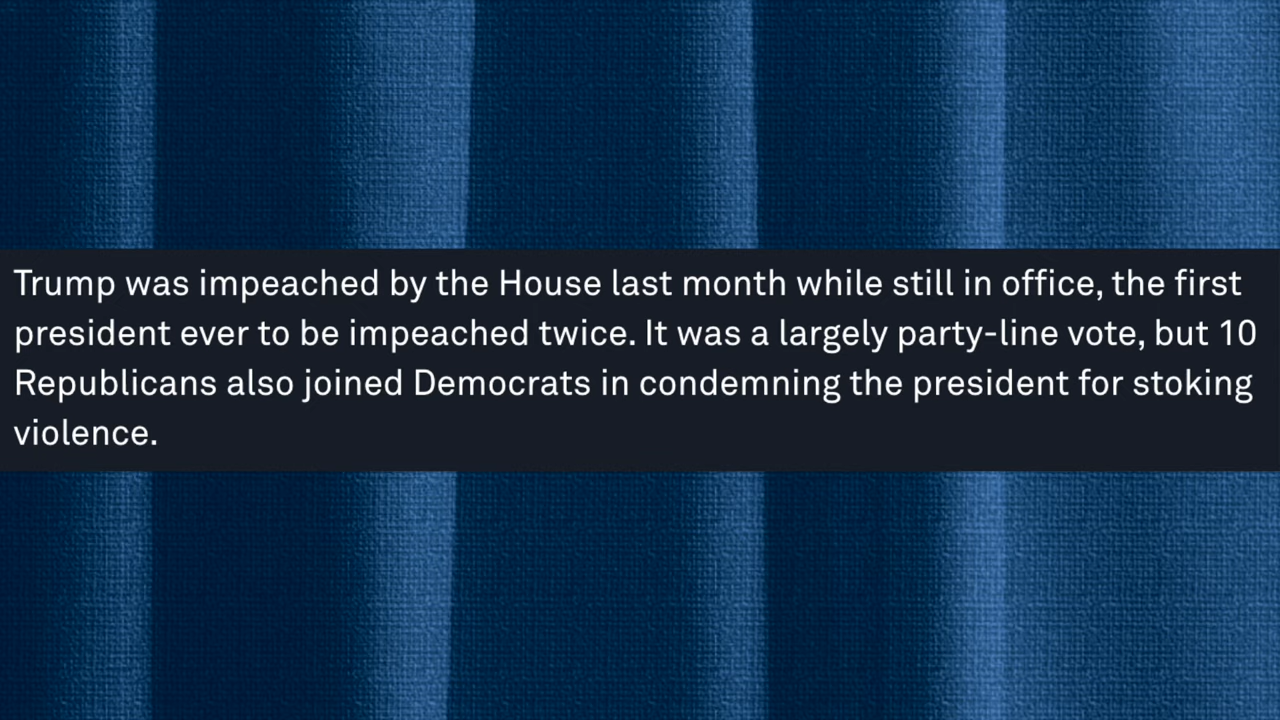 Trump was impeached by the House last month while still in office, the first
president ever to be impeached twice. It was a largely party-line vote, but 10
Republicans also joined Democrats in condemning the president for stoking
violence.